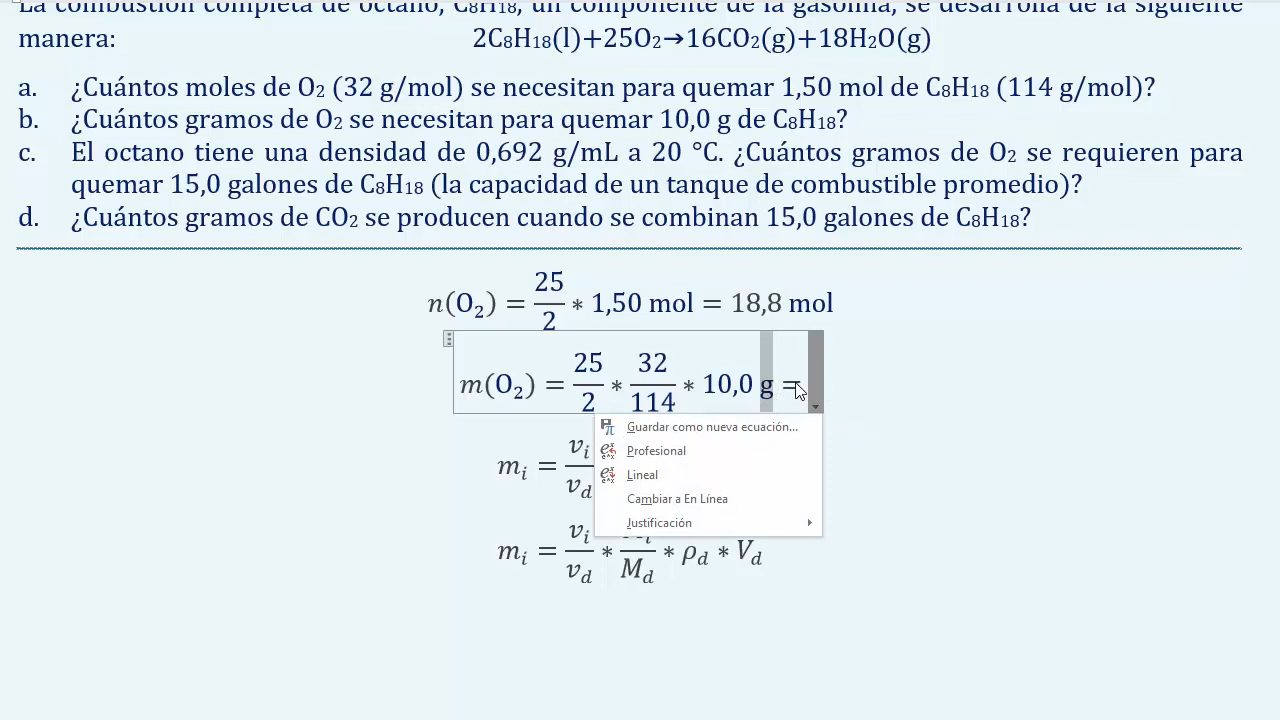 La combustión completa de octano, C₈H₁₈, un componente de la gasolina, se desarrolla de la siguiente
manera: 2C₈H₁₈(l)+25O₂→16CO₂(g)+18H₂O(g)
a. ¿Cuántos moles de O₂ (32 g/mol) se necesitan para quemar 1,50 mol de C₈H₁₈ (114 g/mol)?
b. ¿Cuántos gramos de O₂ se necesitan para quemar 10,0 g de C₈H₁₈?
c. El octano tiene una densidad de 0,692 g/mL a 20 °C. ¿Cuántos gramos de O₂ se requieren para
quemar 15,0 galones de C₈H₁₈ (la capacidad de un tanque de combustible promedio)?
d. ¿Cuántos gramos de CO₂ se producen cuando se combinan 15,0 galones de C₈H₁₈?
n(O₂) = 25/2 * 1,50 mol = 18,8 mol
m(O₂) = 25/2 * 32/114 * 10,0 g =
Guardar como nueva ecuación...
Profesional
Lineal
Cambiar a En Línea
Justificación
mᵢ = vᵢ/v_d
mᵢ = vᵢ/v_d * Mᵢ/M_d * ρ_d * V_d